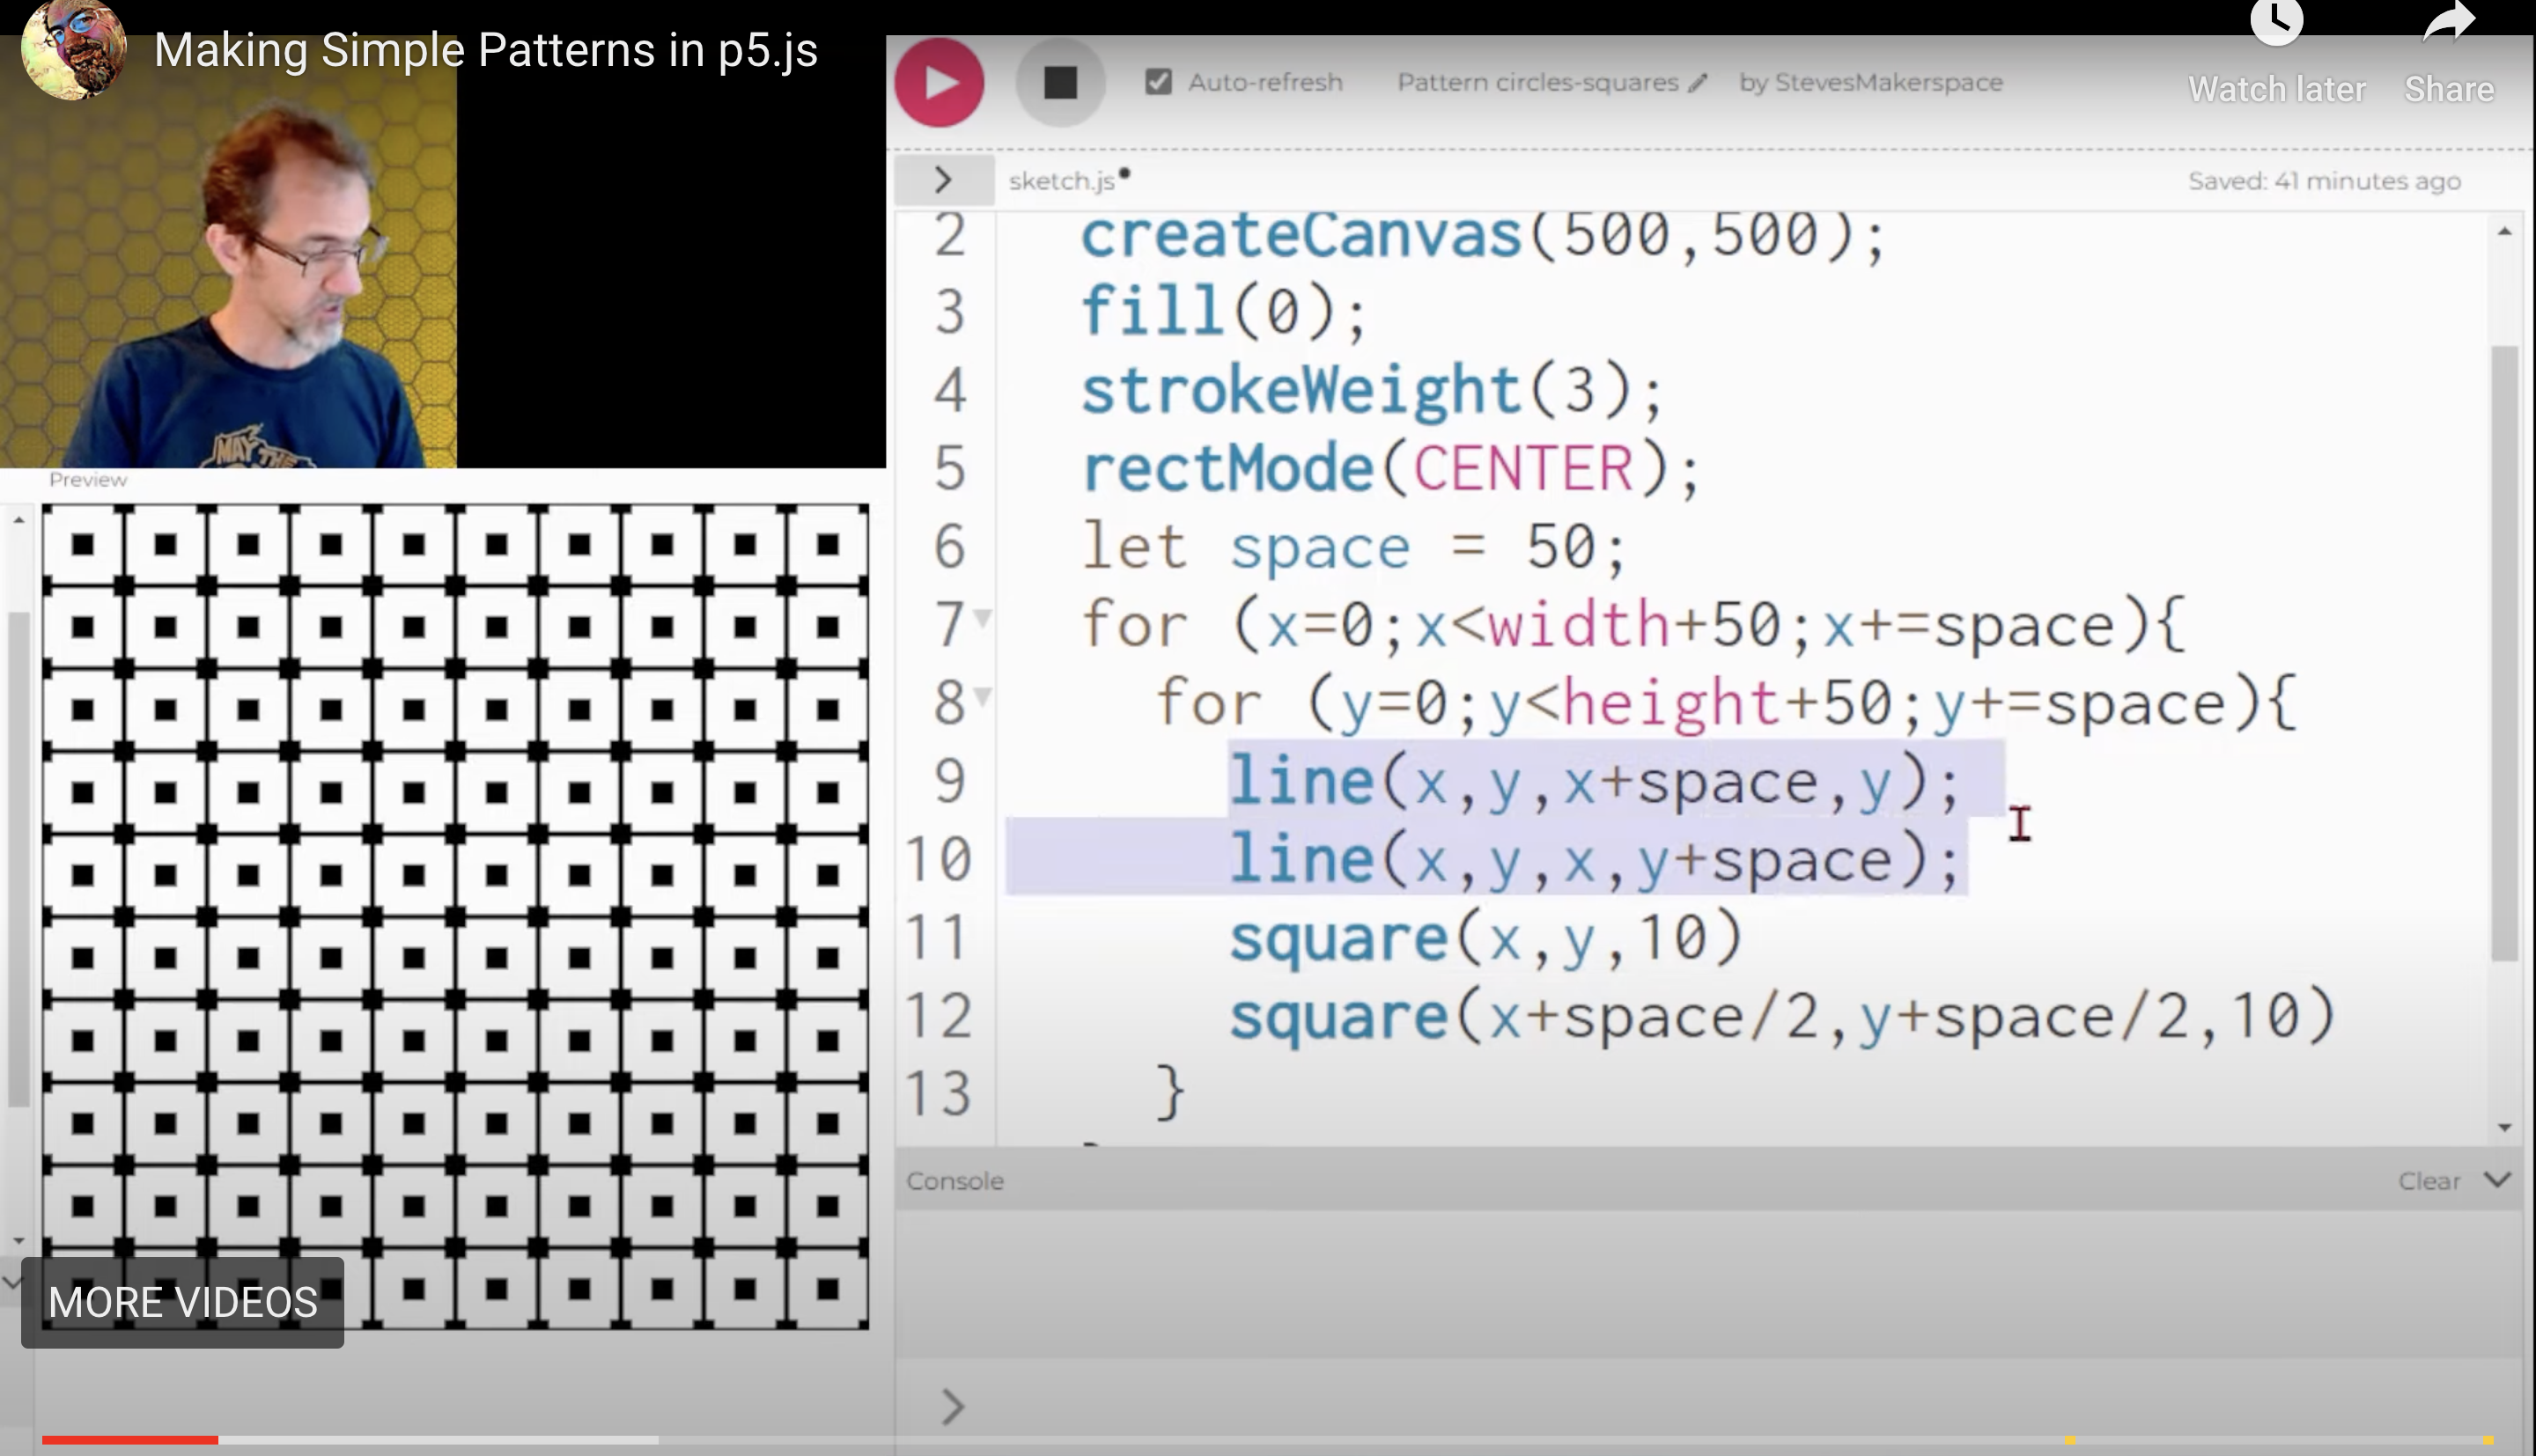 Making Simple Patterns in p5.js
Watch later
Share
MAY THE
Auto-refresh
Pattern circles-squares
by StevesMakerspace
sketch.js
Saved: 41 minutes ago
Preview
2 createCanvas(500,500);
3 fill(0);
4 strokeWeight(3);
5 rectMode(CENTER);
6 let space = 50;
7 for (x=0;x<width+50;x+=space){
8 for (y=0;y<height+50;y+=space){
9 line(x,y,x+space,y);
10 line(x,y,x,y+space);
11 square(x,y,10)
12 square(x+space/2,y+space/2,10)
13 }
Console
Clear
MORE VIDEOS